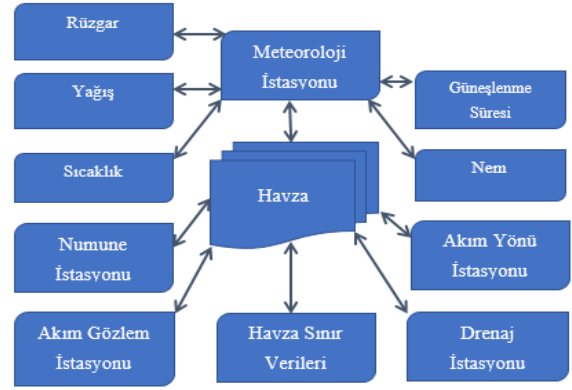 Rüzgar
Meteoroloji
İstasyonu
Yağış
Güneşlenme
Süresi
Sıcaklık
Nem
Havza
Numune
İstasyonu
Akım Yönü
İstasyonu
Akım Gözlem
İstasyonu
Havza Sınır
Verileri
Drenaj
İstasyonu